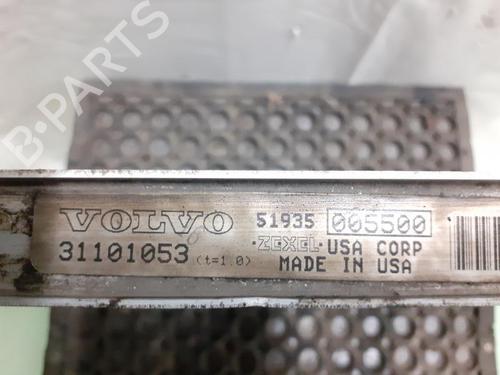 B-PARTS
VOLVO 51935 005500
31101053 (t=1.0) ZEXEL USA CORP
MADE IN USA